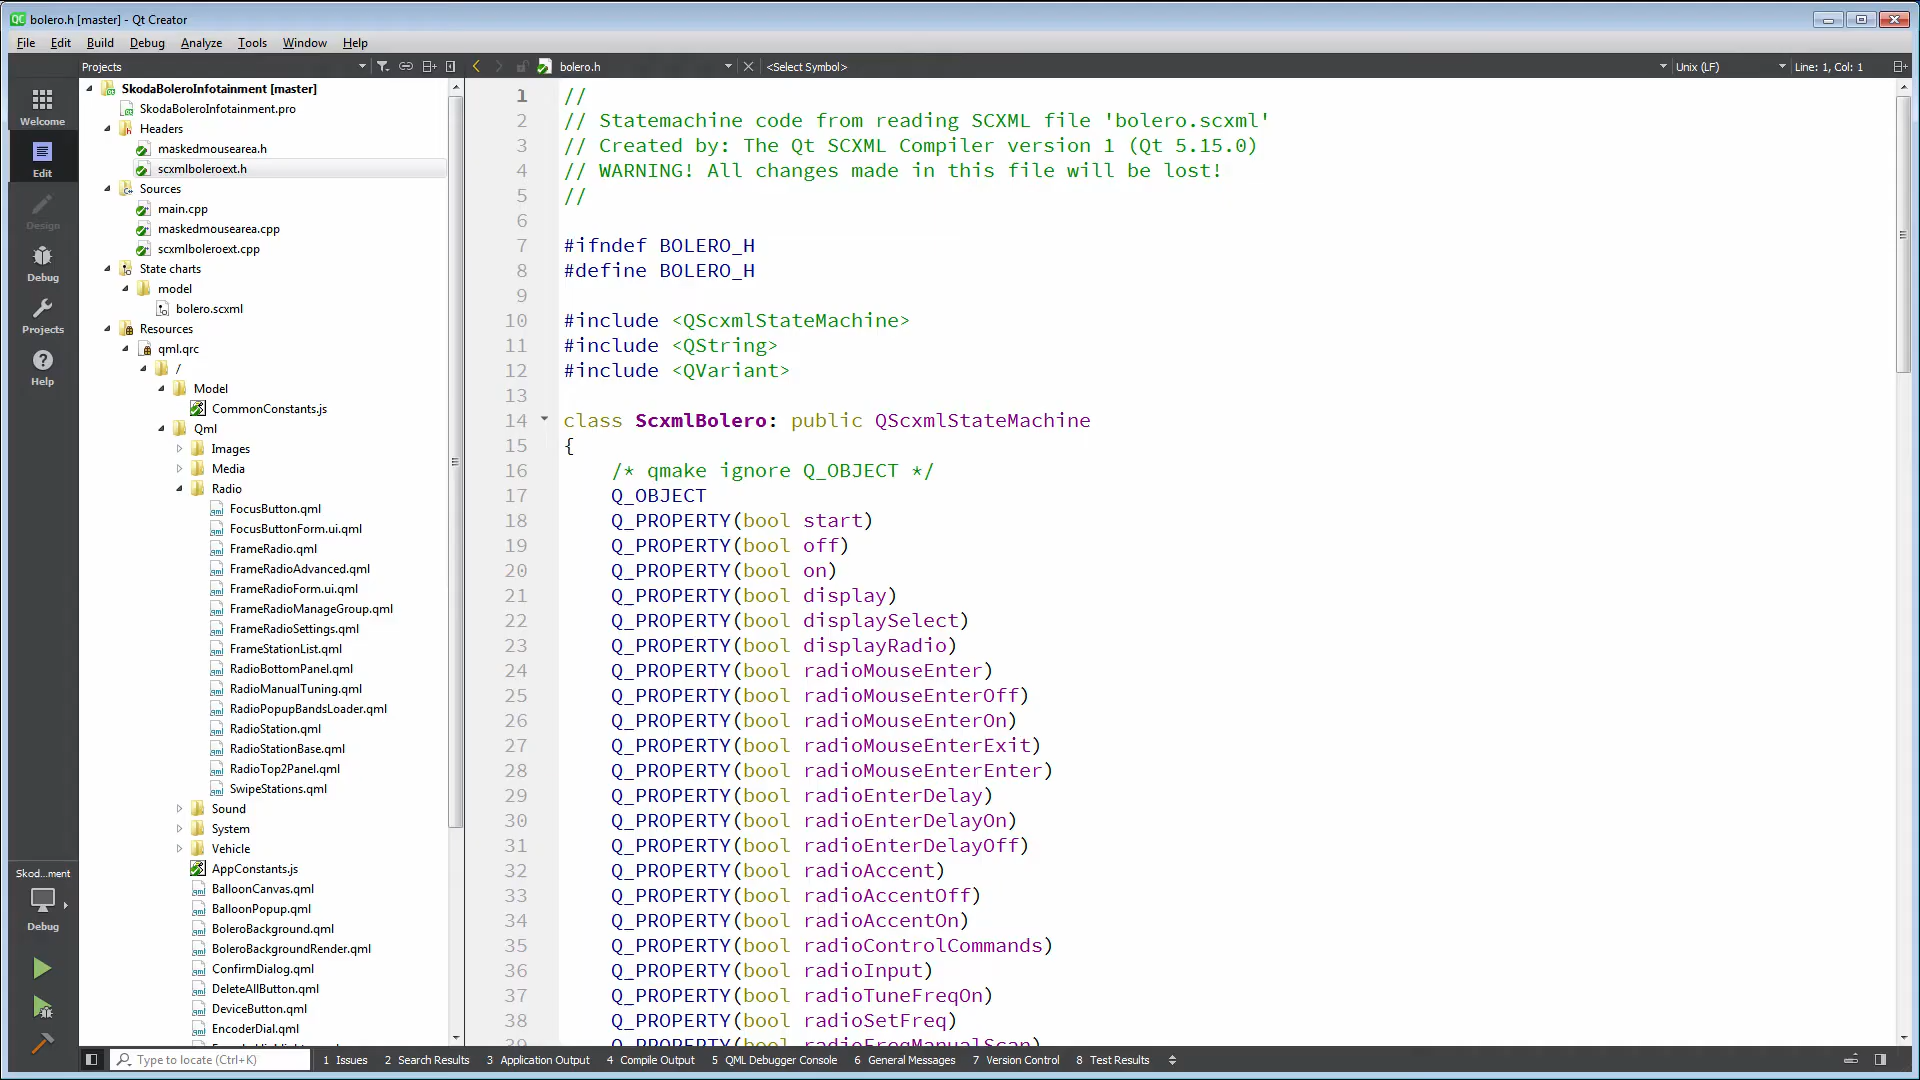 QC bolero.h [master] - Qt Creator
File Edit Build Debug Analyze Tools Window Help
Projects
bolero.h
<Select Symbol>
Unix (LF)
Line: 1, Col: 1
Welcome
Edit
Design
Debug
Projects
Help
Skod...ment
Debug
SkodaBoleroInfotainment [master]
SkodaBoleroInfotainment.pro
Headers
maskedmousearea.h
scxmlboleroext.h
Sources
main.cpp
maskedmousearea.cpp
scxmlboleroext.cpp
State charts
model
bolero.scxml
Resources
qml.qrc
/
Model
CommonConstants.js
Qml
Images
Media
Radio
FocusButton.qml
FocusButtonForm.ui.qml
FrameRadio.qml
FrameRadioAdvanced.qml
FrameRadioForm.ui.qml
FrameRadioManageGroup.qml
FrameRadioSettings.qml
FrameStationList.qml
RadioBottomPanel.qml
RadioManualTuning.qml
RadioPopupBandsLoader.qml
RadioStation.qml
RadioStationBase.qml
RadioTop2Panel.qml
SwipeStations.qml
Sound
System
Vehicle
AppConstants.js
BalloonCanvas.qml
BalloonPopup.qml
BoleroBackground.qml
BoleroBackgroundRender.qml
ConfirmDialog.qml
DeleteAllButton.qml
DeviceButton.qml
EncoderDial.qml
1 //
2 // Statemachine code from reading SCXML file 'bolero.scxml'
3 // Created by: The Qt SCXML Compiler version 1 (Qt 5.15.0)
4 // WARNING! All changes made in this file will be lost!
5 //
6
7 #ifndef BOLERO_H
8 #define BOLERO_H
9
10 #include <QScxmlStateMachine>
11 #include <QString>
12 #include <QVariant>
13
14 class ScxmlBolero: public QScxmlStateMachine
15 {
16 /* qmake ignore Q_OBJECT */
17 Q_OBJECT
18 Q_PROPERTY(bool start)
19 Q_PROPERTY(bool off)
20 Q_PROPERTY(bool on)
21 Q_PROPERTY(bool display)
22 Q_PROPERTY(bool displaySelect)
23 Q_PROPERTY(bool displayRadio)
24 Q_PROPERTY(bool radioMouseEnter)
25 Q_PROPERTY(bool radioMouseEnterOff)
26 Q_PROPERTY(bool radioMouseEnterOn)
27 Q_PROPERTY(bool radioMouseEnterExit)
28 Q_PROPERTY(bool radioMouseEnterEnter)
29 Q_PROPERTY(bool radioEnterDelay)
30 Q_PROPERTY(bool radioEnterDelayOn)
31 Q_PROPERTY(bool radioEnterDelayOff)
32 Q_PROPERTY(bool radioAccent)
33 Q_PROPERTY(bool radioAccentOff)
34 Q_PROPERTY(bool radioAccentOn)
35 Q_PROPERTY(bool radioControlCommands)
36 Q_PROPERTY(bool radioInput)
37 Q_PROPERTY(bool radioTuneFreqOn)
38 Q_PROPERTY(bool radioSetFreq)
39 Q_PROPERTY(bool radioFreqManualScan)
Type to locate (Ctrl+K)
1 Issues 2 Search Results 3 Application Output 4 Compile Output 5 QML Debugger Console 6 General Messages 7 Version Control 8 Test Results